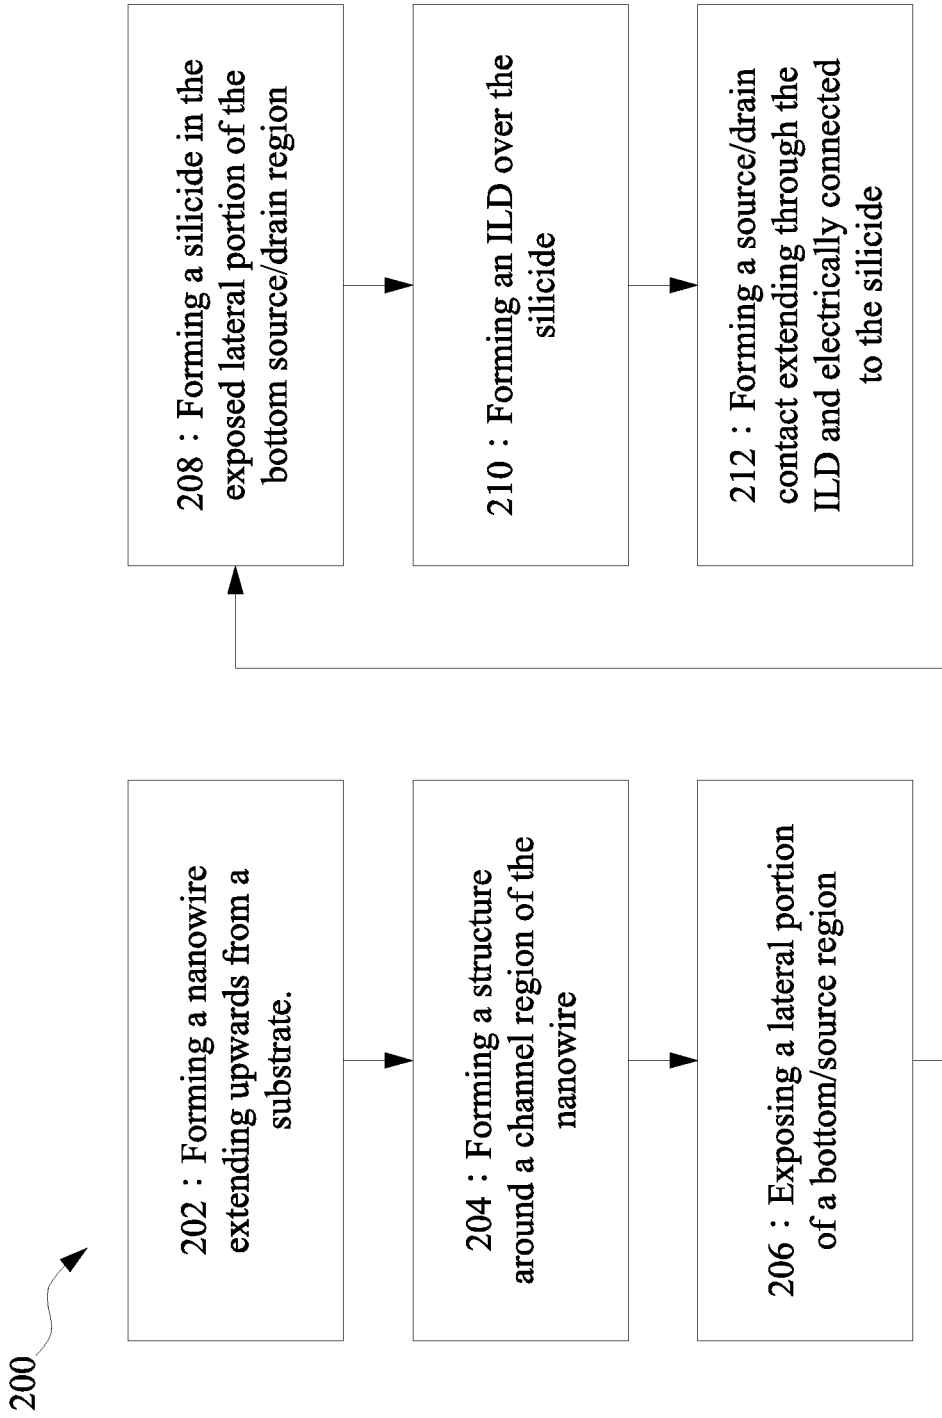 200
202 : Forming a nanowire
extending upwards from a
substrate.
204 : Forming a structure
around a channel region of the
nanowire
206 : Exposing a lateral portion
of a bottom/source region
208 : Forming a silicide in the
exposed lateral portion of the
bottom source/drain region
210 : Forming an ILD over the
silicide
212 : Forming a source/drain
contact extending through the
ILD and electrically connected
to the silicide